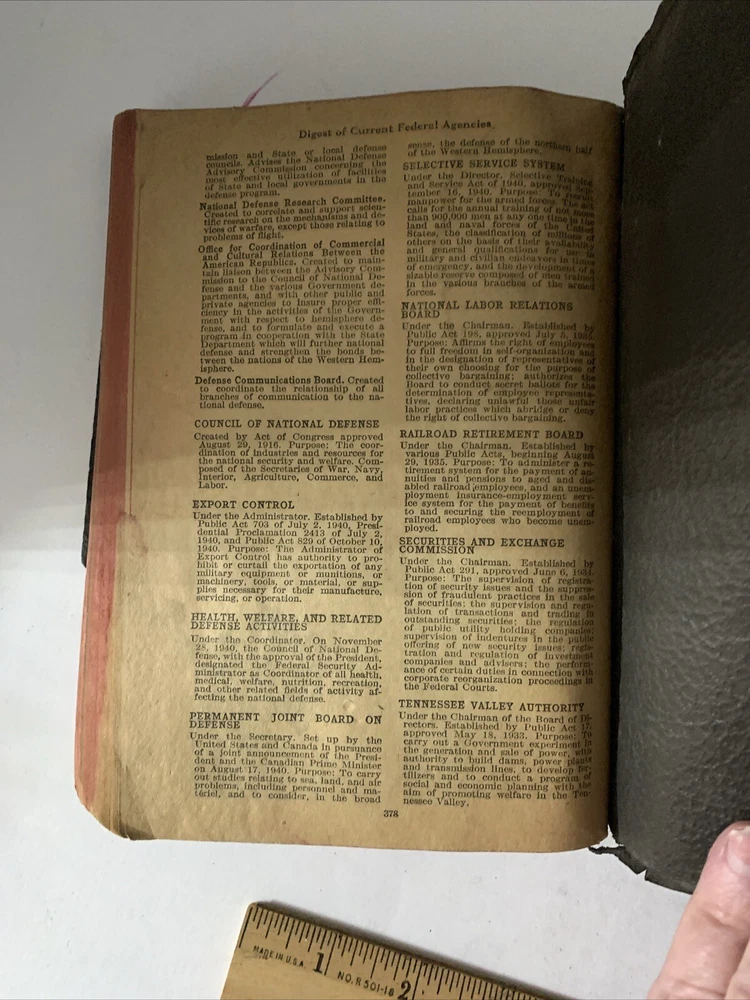 Digest of Current Federal Agencies
mission and State or local defense
councils. Advises the National Defense
Advisory Commission concerning the
most effective utilization of facilities
of State and local governments in the
defense program.
National Defense Research Committee.
Created to correlate and support scien-
tific research on the mechanisms and de-
vices of warfare, except those relating to
problems of flight.
Office for Coordination of Commercial
and Cultural Relations Between the
American Republics. Created to main-
tain liaison between the Advisory Com-
mission to the Council of National De-
fense and the various Government de-
partments, and with other public and
private agencies to insure proper effi-
ciency in the activities of the Govern-
ment with respect to hemisphere de-
fense, and to formulate and execute a
program in cooperation with the State
Department which will further national
defense and strengthen the bonds be-
tween the nations of the Western Hem-
isphere.
Defense Communications Board. Created
to coordinate the relationship of all
branches of communication to the na-
tional defense.
COUNCIL OF NATIONAL DEFENSE
Created by Act of Congress approved
August 29, 1916. Purpose: The coor-
dination of industries and resources for
the national security and welfare. Com-
posed of the Secretaries of War, Navy,
Interior, Agriculture, Commerce, and
Labor.
EXPORT CONTROL
Under the Administrator. Established by
Public Act 703 of July 2, 1940, Presi-
dential Proclamation 2413 of July 2,
1940, and Public Act 829 of October 10,
1940. Purpose: The Administrator of
Export Control has authority to pro-
hibit or curtail the exportation of any
military equipment or munitions, or
machinery, tools, or material, or sup-
plies necessary for their manufacture,
servicing, or operation.
HEALTH, WELFARE, AND RELATED
DEFENSE ACTIVITIES
Under the Coordinator. On November
28, 1940, the Council of National De-
fense, with the approval of the President,
designated the Federal Security Ad-
ministrator as Coordinator of all health,
medical, welfare, nutrition, recreation,
and other related fields of activity af-
fecting the national defense.
PERMANENT JOINT BOARD ON
DEFENSE
Under the Secretary. Set up by the
United States and Canada in pursuance
of a joint announcement of the Presi-
dent and the Canadian Prime Minister
on August 17, 1940. Purpose: To carry
out studies relating to sea, land, and air
problems, including personnel and ma-
tériel, and to consider, in the broad
sense, the defense of the northern half
of the Western Hemisphere.
SELECTIVE SERVICE SYSTEM
Under the Director. Selective Training
and Service Act of 1940, approved Sep-
tember 16, 1940. Purpose: To
manpower for the armed forces. The act
calls for the annual training of not more
than 900,000 men at any one time in the
land and naval forces of the United
States, the classification of millions of
others on the basis of their availability
and general qualifications for use in
military and civilian endeavors in times
of emergency, and the development of a
sizable reserve composed of men trained
in the various branches of the armed
forces.
NATIONAL LABOR RELATIONS
BOARD
Under the Chairman. Established by
Public Act 198, approved July 5, 1935.
Purpose: Affirms the right of employees
to full freedom in self-organization and
in the designation of representatives of
their own choosing for the purpose of
collective bargaining; authorizes the
Board to conduct secret ballots for the
determination of employee representa-
tives, declaring unlawful those unfair
labor practices which abridge or deny
the right of collective bargaining.
RAILROAD RETIREMENT BOARD
Under the Chairman. Established by
various Public Acts, beginning August
29, 1935. Purpose: To administer a re-
tirement system for the payment of an-
nuities and pensions to aged and dis-
abled railroad employees, and an unem-
ployment insurance-employment serv-
ice system for the payment of benefits
to and securing the reemployment of
railroad employees who become unem-
ployed.
SECURITIES AND EXCHANGE
COMMISSION
Under the Chairman. Established by
Public Act 291, approved June 6, 1934.
Purpose: The supervision of registra-
tion of security issues and the suppres-
sion of fraudulent practices in the sale
of securities; the supervision and regu-
lation of transactions and trading in
outstanding securities; the regulation
of public utility holding companies;
supervision of indentures in the public
offering of new security issues; regis-
tration and regulation of investment
companies and advisers; the perform-
ance of certain duties in connection with
corporate reorganization proceedings in
the Federal Courts.
TENNESSEE VALLEY AUTHORITY
Under the Chairman of the Board of Di-
rectors. Established by Public Act 17,
approved May 18, 1933. Purpose: To
carry out a Government experiment in
the generation and sale of power, with
authority to build dams, power plants
and transmission lines, to develop fer-
tilizers and to conduct a program of
social and economic planning with the
aim of promoting welfare in the Ten-
nessee Valley.
378
MADE IN U.S.A. 1 NO. R 501-16 2